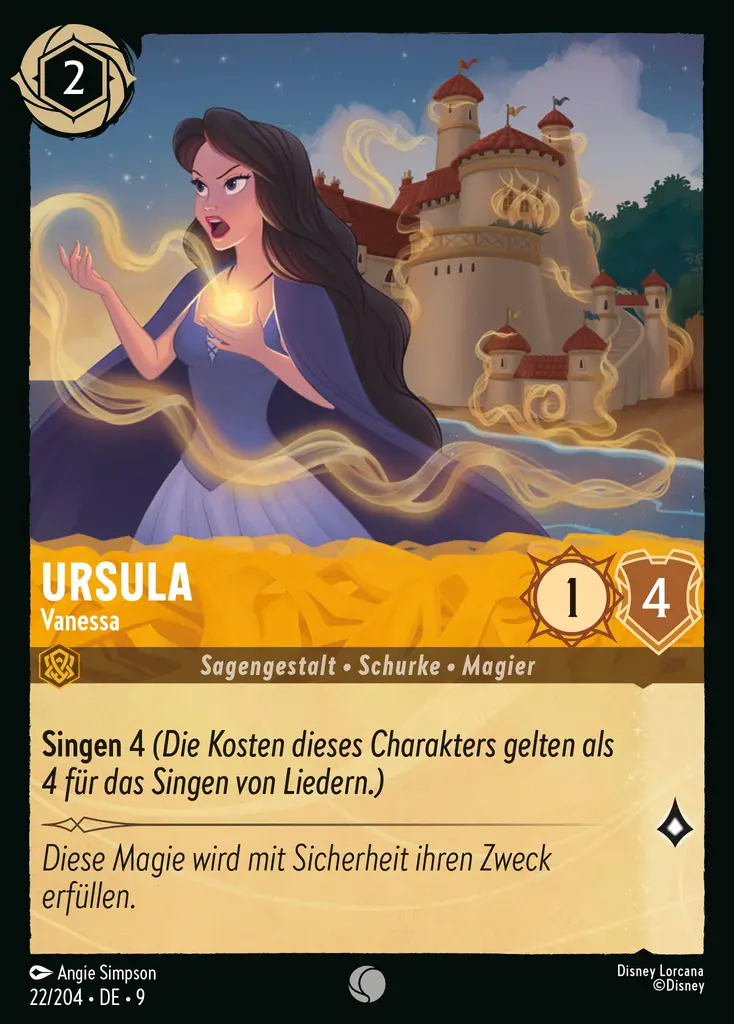 2
URSULA
Vanessa
1
4
Sagengestalt • Schurke • Magier
Singen 4 (Die Kosten dieses Charakters gelten als
4 für das Singen von Liedern.)
Diese Magie wird mit Sicherheit ihren Zweck
erfüllen.
Angie Simpson
22/204 • DE • 9
Disney Lorcana
©Disney